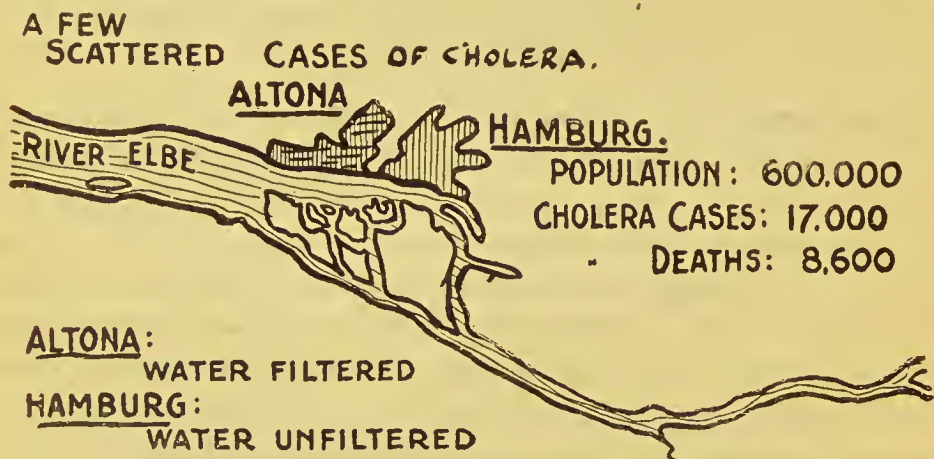 A FEW
SCATTERED CASES OF CHOLERA.
ALTONA
HAMBURG.
RIVER ELBE
POPULATION: 600.000
CHOLERA CASES: 17.000
" DEATHS: 8,600
ALTONA:
WATER FILTERED
HAMBURG:
WATER UNFILTERED